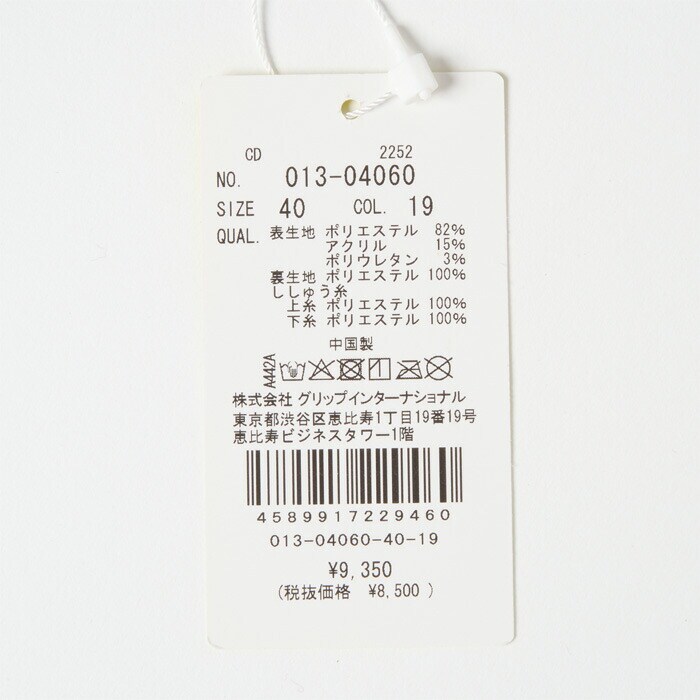 CD 2252
NO. 013-04060
SIZE 40 COL. 19
QUAL. 表生地 ポリエステル 82%
アクリル 15%
ポリウレタン 3%
裏生地 ポリエステル 100%
ししゅう糸
上糸 ポリエステル 100%
下糸 ポリエステル 100%
中国製
A442A
株式会社 グリップインターナショナル
東京都渋谷区恵比寿1丁目19番19号
恵比寿ビジネスタワー1階
4589917229460
013-04060-40-19
¥9,350
(税抜価格 ¥8,500 )